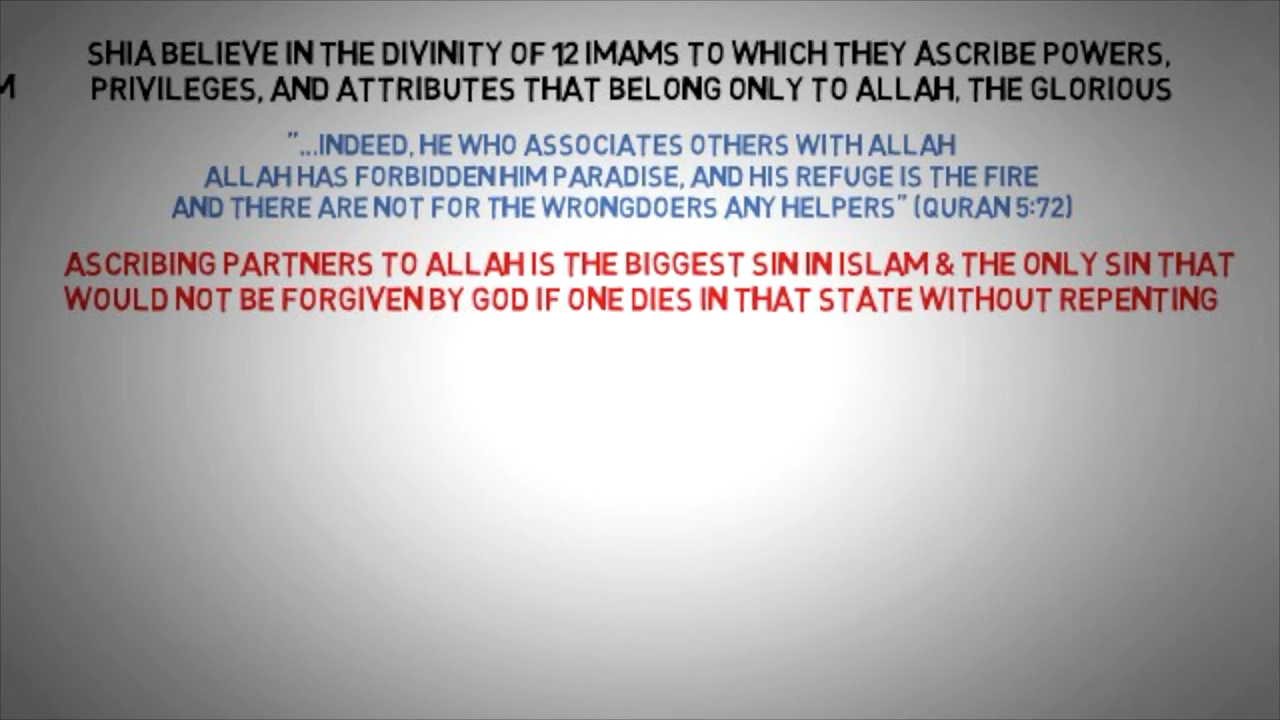 SHIA BELIEVE IN THE DIVINITY OF 12 IMAMS TO WHICH THEY ASCRIBE POWERS,
M PRIVILEGES, AND ATTRIBUTES THAT BELONG ONLY TO ALLAH, THE GLORIOUS
"...INDEED, HE WHO ASSOCIATES OTHERS WITH ALLAH
ALLAH HAS FORBIDDEN HIM PARADISE, AND HIS REFUGE IS THE FIRE
AND THERE ARE NOT FOR THE WRONGDOERS ANY HELPERS" (QURAN 5:72)
ASCRIBING PARTNERS TO ALLAH IS THE BIGGEST SIN IN ISLAM & THE ONLY SIN THAT
WOULD NOT BE FORGIVEN BY GOD IF ONE DIES IN THAT STATE WITHOUT REPENTING